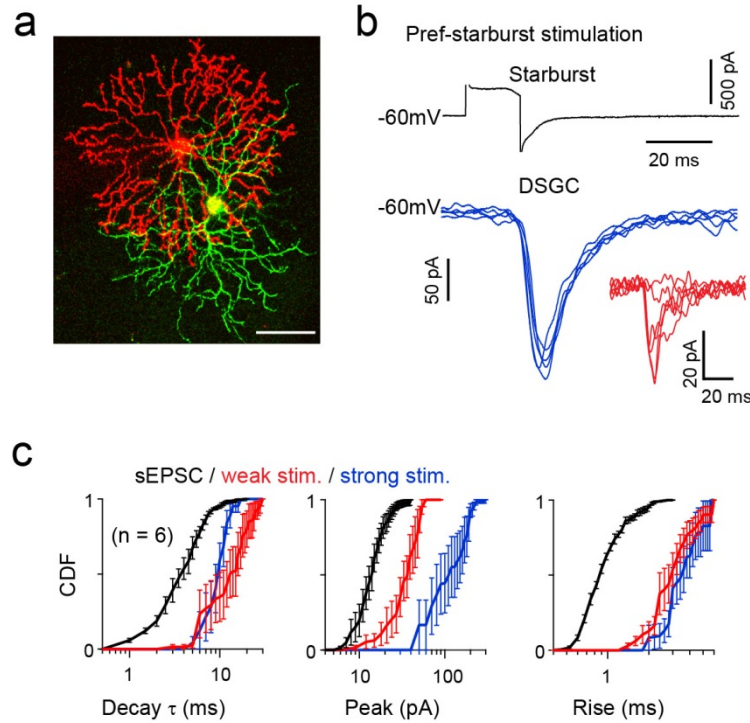 a
b
Pref-starburst stimulation
Starburst
500 pA
-60mV
20 ms
DSGC
-60mV
50 pA
20 pA
20 ms
c
sEPSC / weak stim. / strong stim.
1
(n = 6)
CDF
0
1
10
Decay τ (ms)
1
0
10
100
Peak (pA)
1
0
1
Rise (ms)